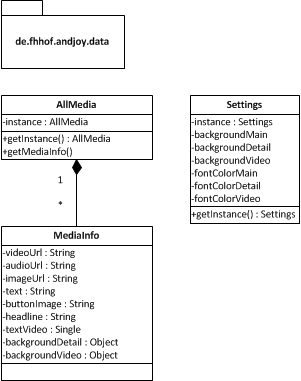 de.fhhof.andjoy.data
AllMedia
-instance : AllMedia
+getInstance() : AllMedia
+getMediaInfo()
1
*
MediaInfo
-videoUrl : String
-audioUrl : String
-imageUrl : String
-text : String
-buttonImage : String
-headline : String
-textVideo : Single
-backgroundDetail : Object
-backgroundVideo : Object
Settings
-instance : Settings
-backgroundMain
-backgroundDetail
-backgroundVideo
-fontColorMain
-fontColorDetail
-fontColorVideo
+getInstance() : Settings